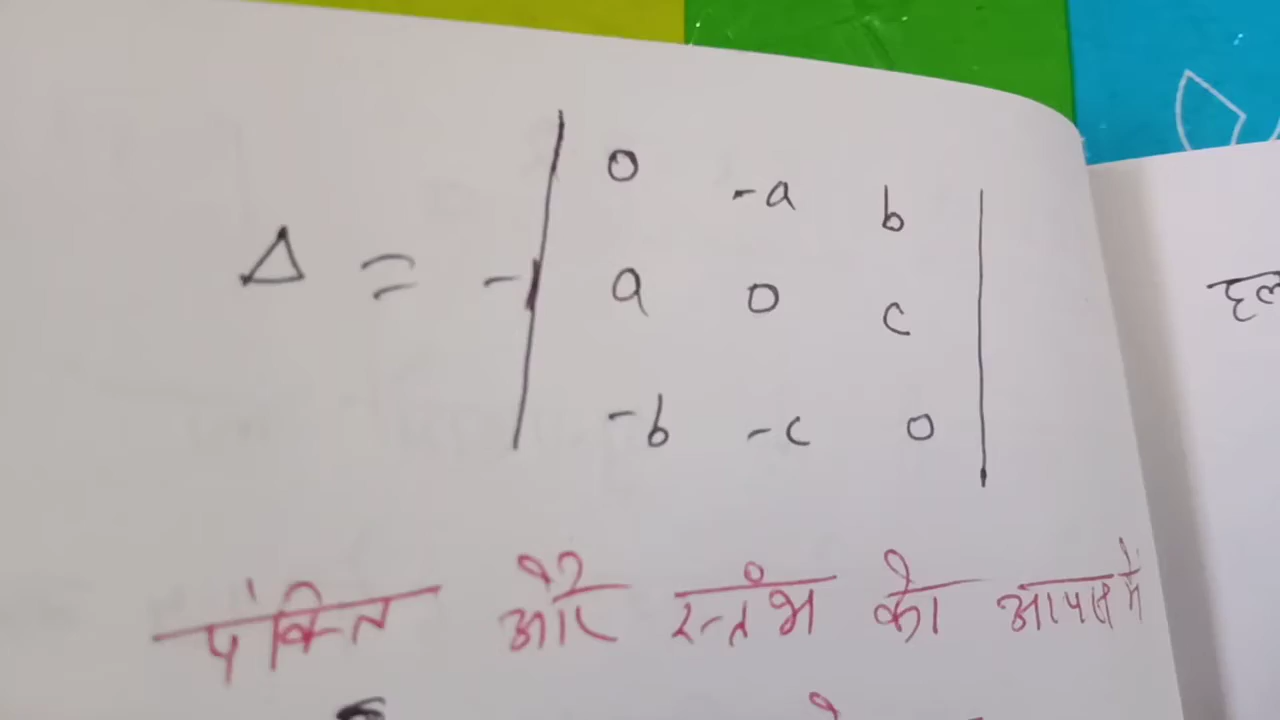 Δ = - | 0 -a b |
| a 0 c |
| -b -c 0 |
पंक्ति और स्तंभ को आपस में